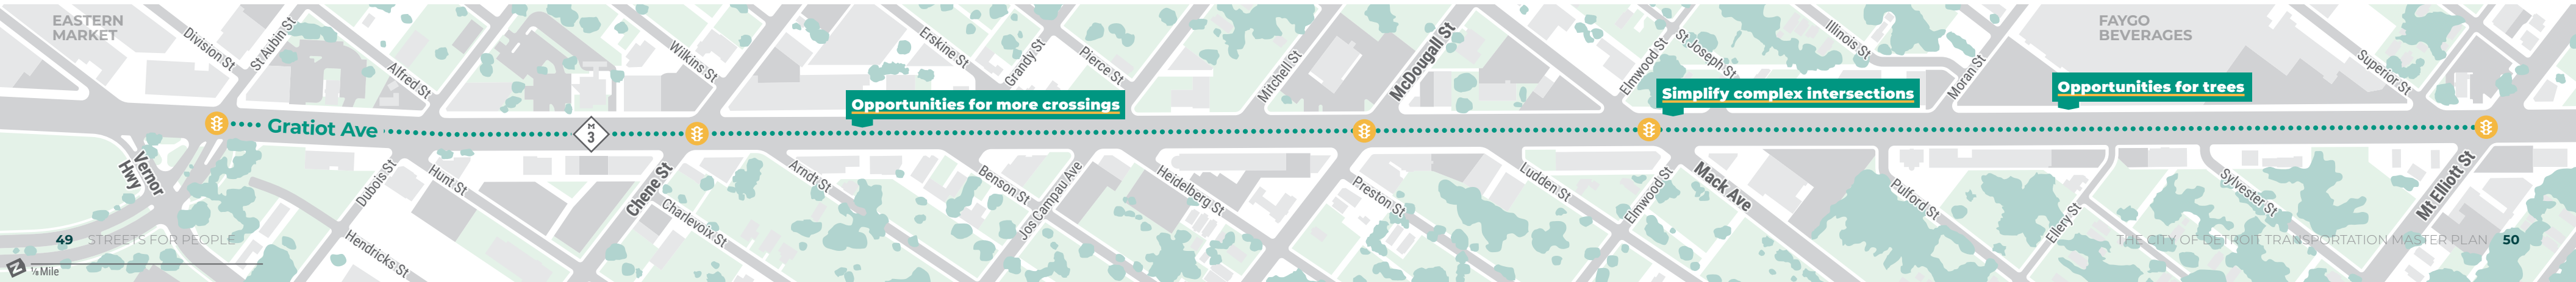 EASTERN
MARKET
Division St
St Aubin St
Alfred St
Wilkins St
Erskine St
Grandy St
Pierce St
Mitchell St
McDougall St
Elmwood St
St Joseph St
Illinois St
Moran St
FAYGO
BEVERAGES
Superior St
Opportunities for more crossings
Simplify complex intersections
Opportunities for trees
Gratiot Ave
M
3
Vernor
Hwy
Dubois St
Hunt St
Hendricks St
Chene St
Charlevoix St
Arndt St
Benson St
Jos Campau Ave
Heidelberg St
Preston St
Ludden St
Elmwood St
Mack Ave
Pulford St
Ellery St
Sylvester St
Mt Elliott St
49 STREETS FOR PEOPLE
THE CITY OF DETROIT TRANSPORTATION MASTER PLAN 50
Z
⅛ Mile